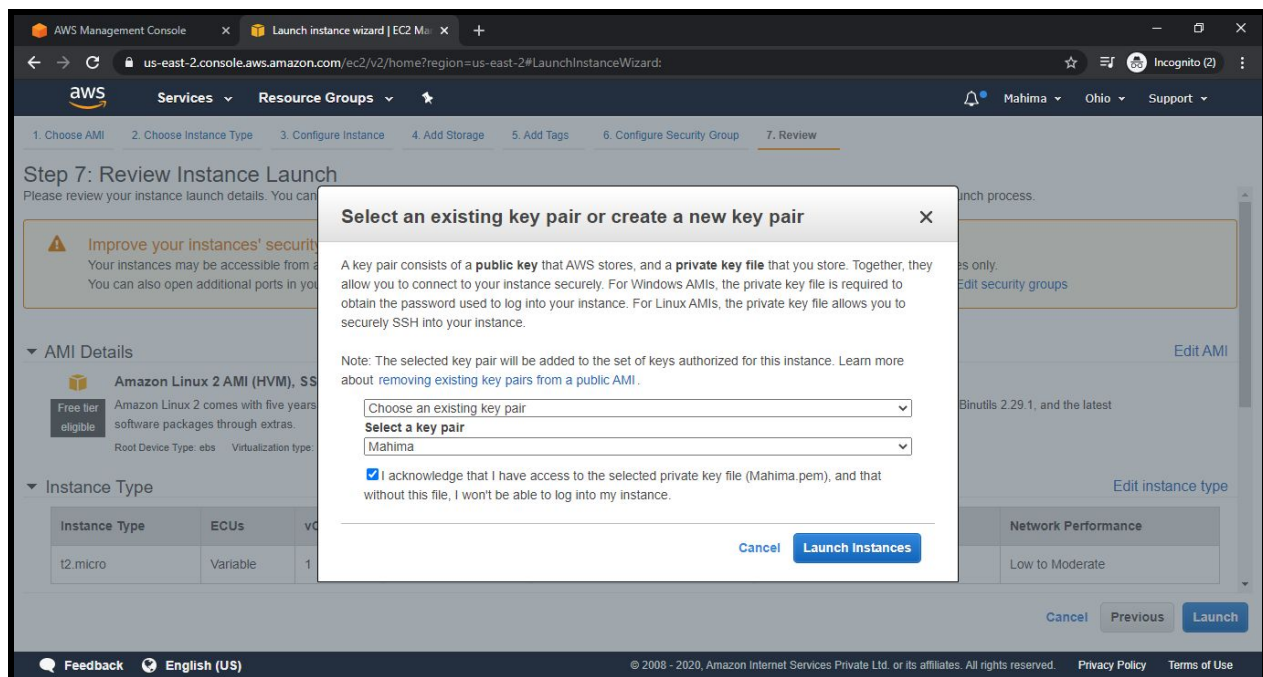 AWS Management Console
Launch instance wizard | EC2 Ma
us-east-2.console.aws.amazon.com/ec2/v2/home?region=us-east-2#LaunchInstanceWizard:
Incognito (2)
aws Services Resource Groups Mahima Ohio Support
1. Choose AMI 2. Choose Instance Type 3. Configure Instance 4. Add Storage 5. Add Tags 6. Configure Security Group 7. Review
Step 7: Review Instance Launch
Please review your instance launch details. You can unch process.
Improve your instances' security
Your instances may be accessible from a es only.
You can also open additional ports in you Edit security groups
Select an existing key pair or create a new key pair
A key pair consists of a public key that AWS stores, and a private key file that you store. Together, they
allow you to connect to your instance securely. For Windows AMIs, the private key file is required to
obtain the password used to log into your instance. For Linux AMIs, the private key file allows you to
securely SSH into your instance.
Note: The selected key pair will be added to the set of keys authorized for this instance. Learn more
about removing existing key pairs from a public AMI.
Choose an existing key pair
Select a key pair
Mahima
I acknowledge that I have access to the selected private key file (Mahima.pem), and that
without this file, I won't be able to log into my instance.
Cancel Launch Instances
AMI Details Edit AMI
Amazon Linux 2 AMI (HVM), SS
Free tier
eligible
Amazon Linux 2 comes with five years Binutils 2.29.1, and the latest
software packages through extras.
Root Device Type: ebs Virtualization type:
Instance Type Edit instance type
Instance Type ECUs vC Network Performance
t2.micro Variable 1 Low to Moderate
Cancel Previous Launch
Feedback English (US) © 2008 - 2020, Amazon Internet Services Private Ltd. or its affiliates. All rights reserved. Privacy Policy Terms of Use